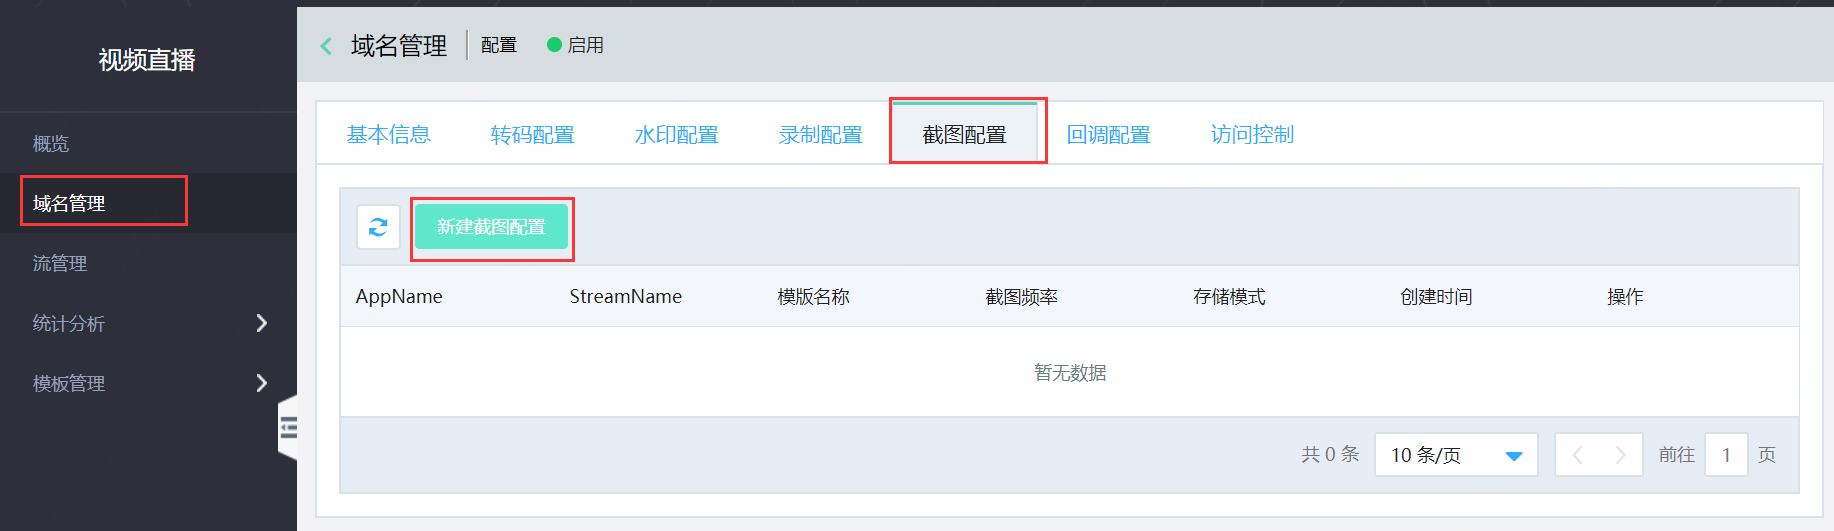 视频直播
概览
域名管理
流管理
统计分析
模板管理
域名管理 配置 启用
基本信息 转码配置 水印配置 录制配置 截图配置 回调配置 访问控制
新建截图配置
AppName StreamName 模版名称 截图频率 存储模式 创建时间 操作
暂无数据
共 0 条 10 条/页 前往 1 页